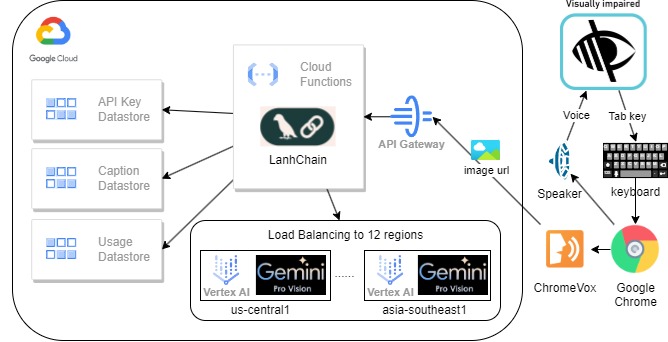 Visually impaired
Google Cloud
Cloud
Functions
API Key
Datastore
Voice
Tab key
LanhChain
API Gateway
image url
Caption
Datastore
Speaker
keyboard
Usage
Datastore
Load Balancing to 12 regions
Vertex AI
Gemini
Pro Vision
......
Vertex AI
Gemini
Pro Vision
us-central1
asia-southeast1
ChromeVox
Google
Chrome